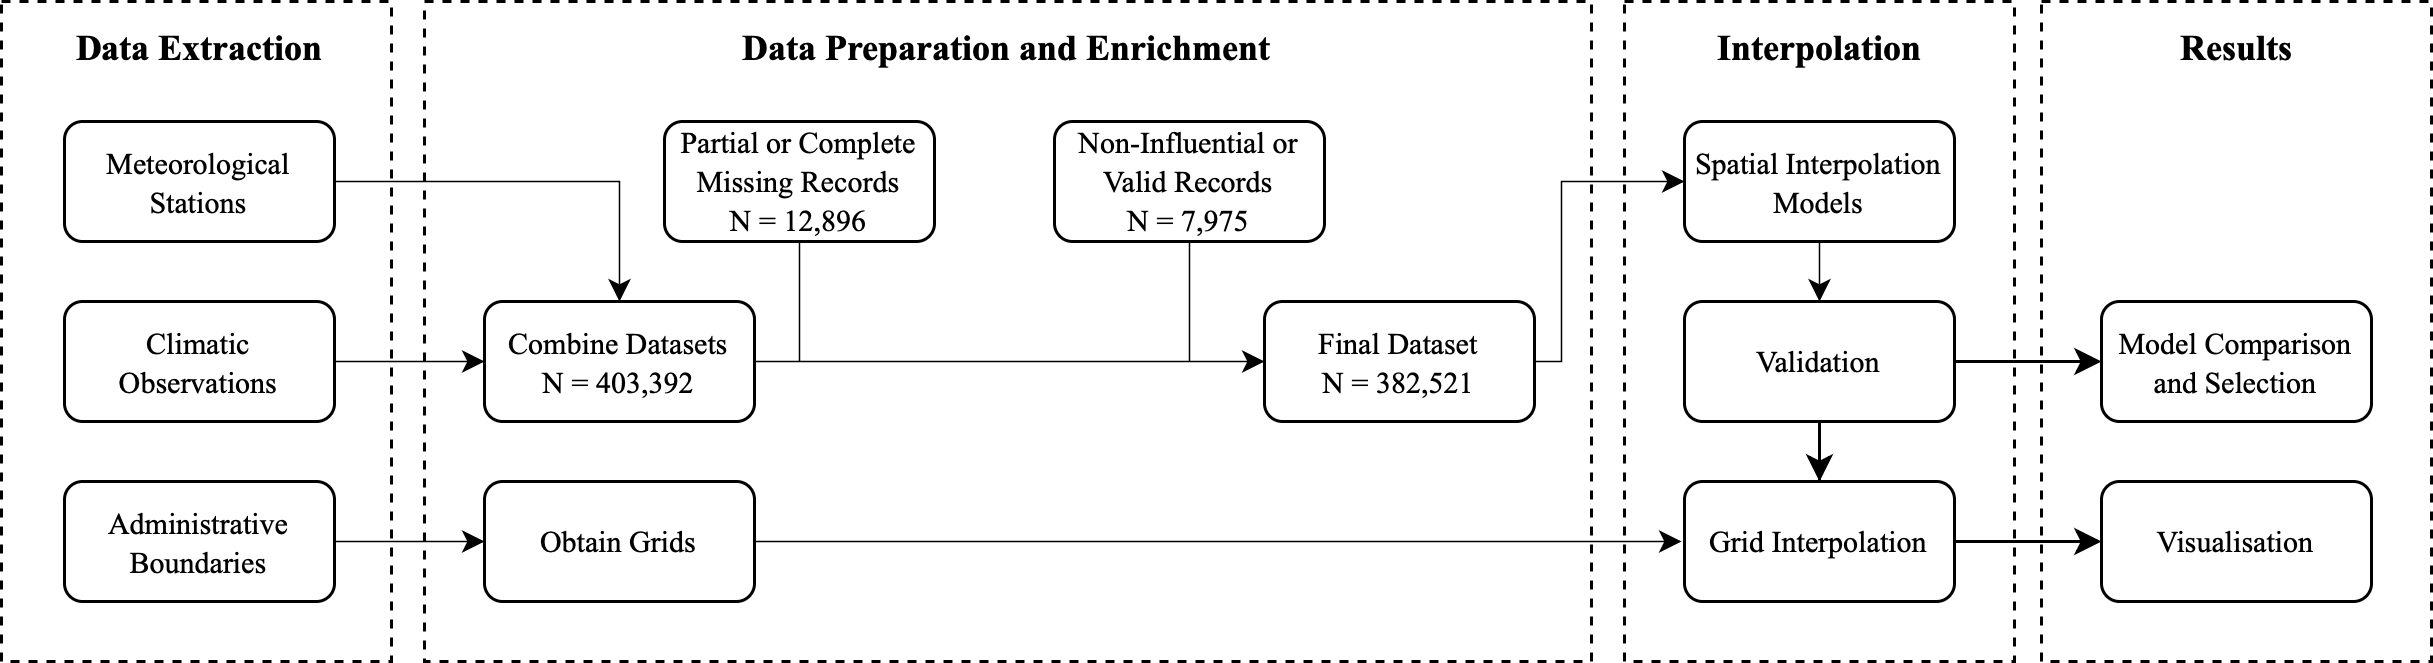 Data Extraction
Meteorological
Stations
Climatic
Observations
Administrative
Boundaries
Data Preparation and Enrichment
Partial or Complete
Missing Records
N = 12,896
Non-Influential or
Valid Records
N = 7,975
Combine Datasets
N = 403,392
Final Dataset
N = 382,521
Obtain Grids
Interpolation
Spatial Interpolation
Models
Validation
Grid Interpolation
Results
Model Comparison
and Selection
Visualisation